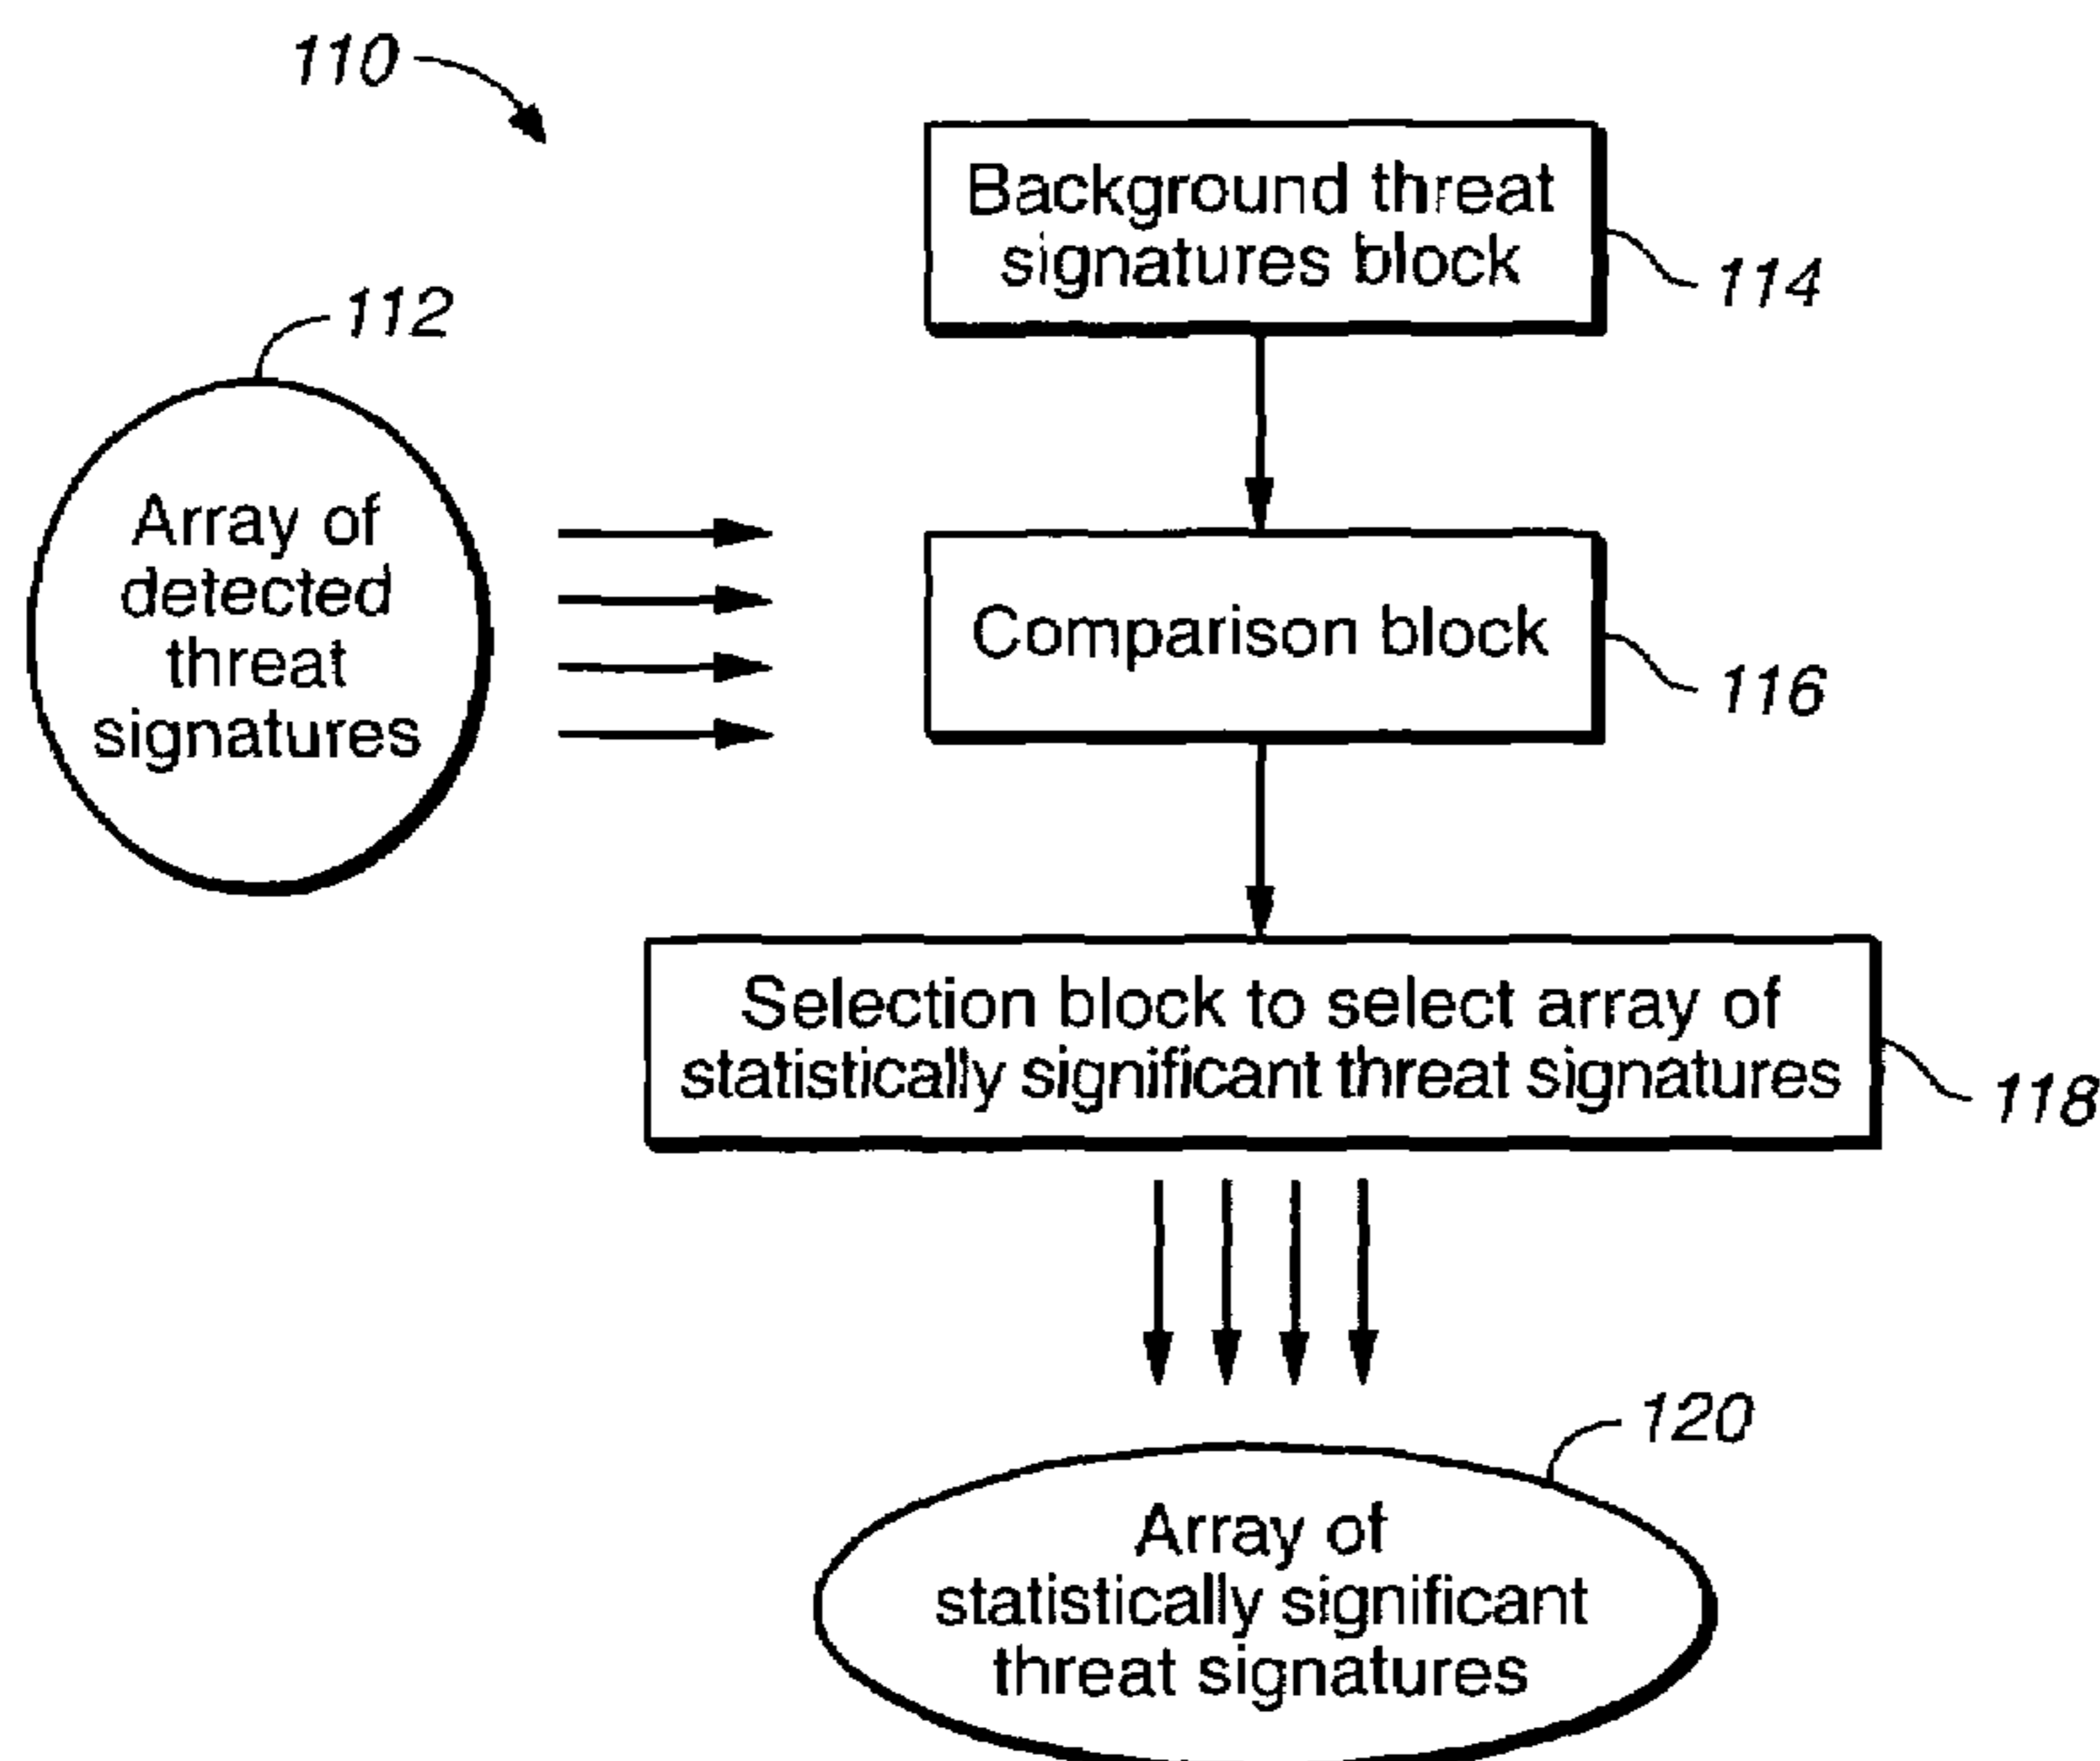 110
Background threat
signatures block
114
112
Array of
detected
threat
signatures
Comparison block
116
Selection block to select array of
statistically significant threat signatures
118
120
Array of
statistically significant
threat signatures